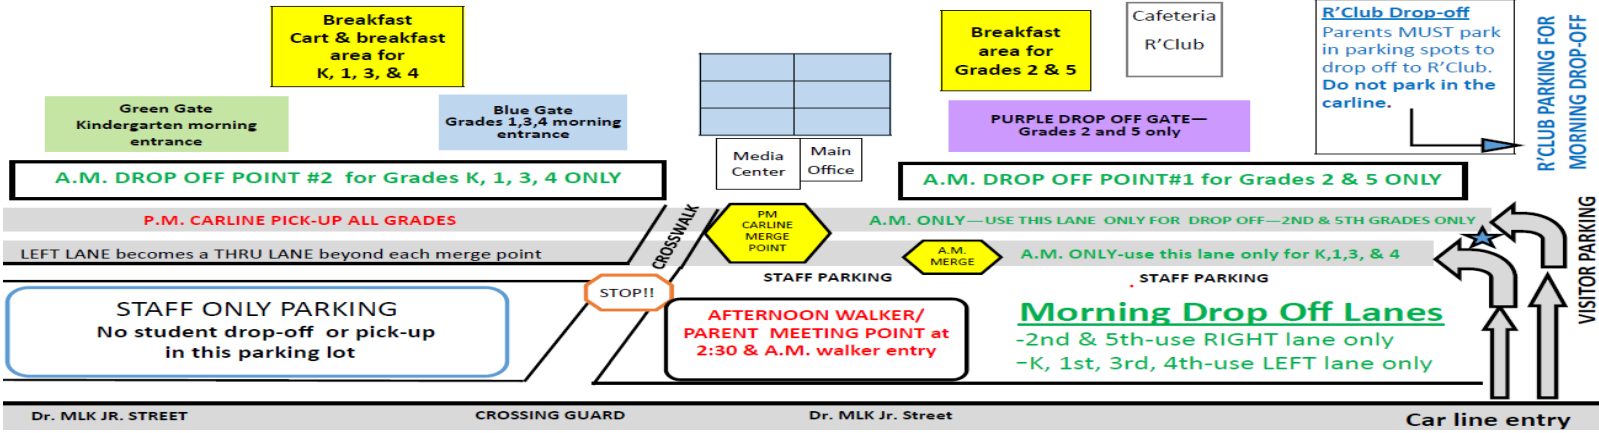 Breakfast
Cart & breakfast
area for
K, 1, 3, & 4
Breakfast
area for
Grades 2 & 5
Cafeteria
R'Club
R'Club Drop-off
Parents MUST park
in parking spots to
drop off to R'Club.
Do not park in the
carline.
R'CLUB PARKING FOR
MORNING DROP-OFF
Green Gate
Kindergarten morning
entrance
Blue Gate
Grades 1,3,4 morning
entrance
PURPLE DROP OFF GATE—
Grades 2 and 5 only
Media
Center
Main
Office
A.M. DROP OFF POINT #2 for Grades K, 1, 3, 4 ONLY
A.M. DROP OFF POINT#1 for Grades 2 & 5 ONLY
P.M. CARLINE PICK-UP ALL GRADES
CROSSWALK
PM
CARLINE
MERGE
POINT
A.M. ONLY—USE THIS LANE ONLY FOR DROP OFF—2ND & 5TH GRADES ONLY
LEFT LANE becomes a THRU LANE beyond each merge point
A.M.
MERGE
A.M. ONLY-use this lane only for K,1,3, & 4
VISITOR PARKING
STAFF PARKING
. STAFF PARKING
STOP!!
STAFF ONLY PARKING
No student drop-off or pick-up
in this parking lot
AFTERNOON WALKER/
PARENT MEETING POINT at
2:30 & A.M. walker entry
Morning Drop Off Lanes
-2nd & 5th-use RIGHT lane only
-K, 1st, 3rd, 4th-use LEFT lane only
Dr. MLK JR. STREET
CROSSING GUARD
Dr. MLK Jr. Street
Car line entry